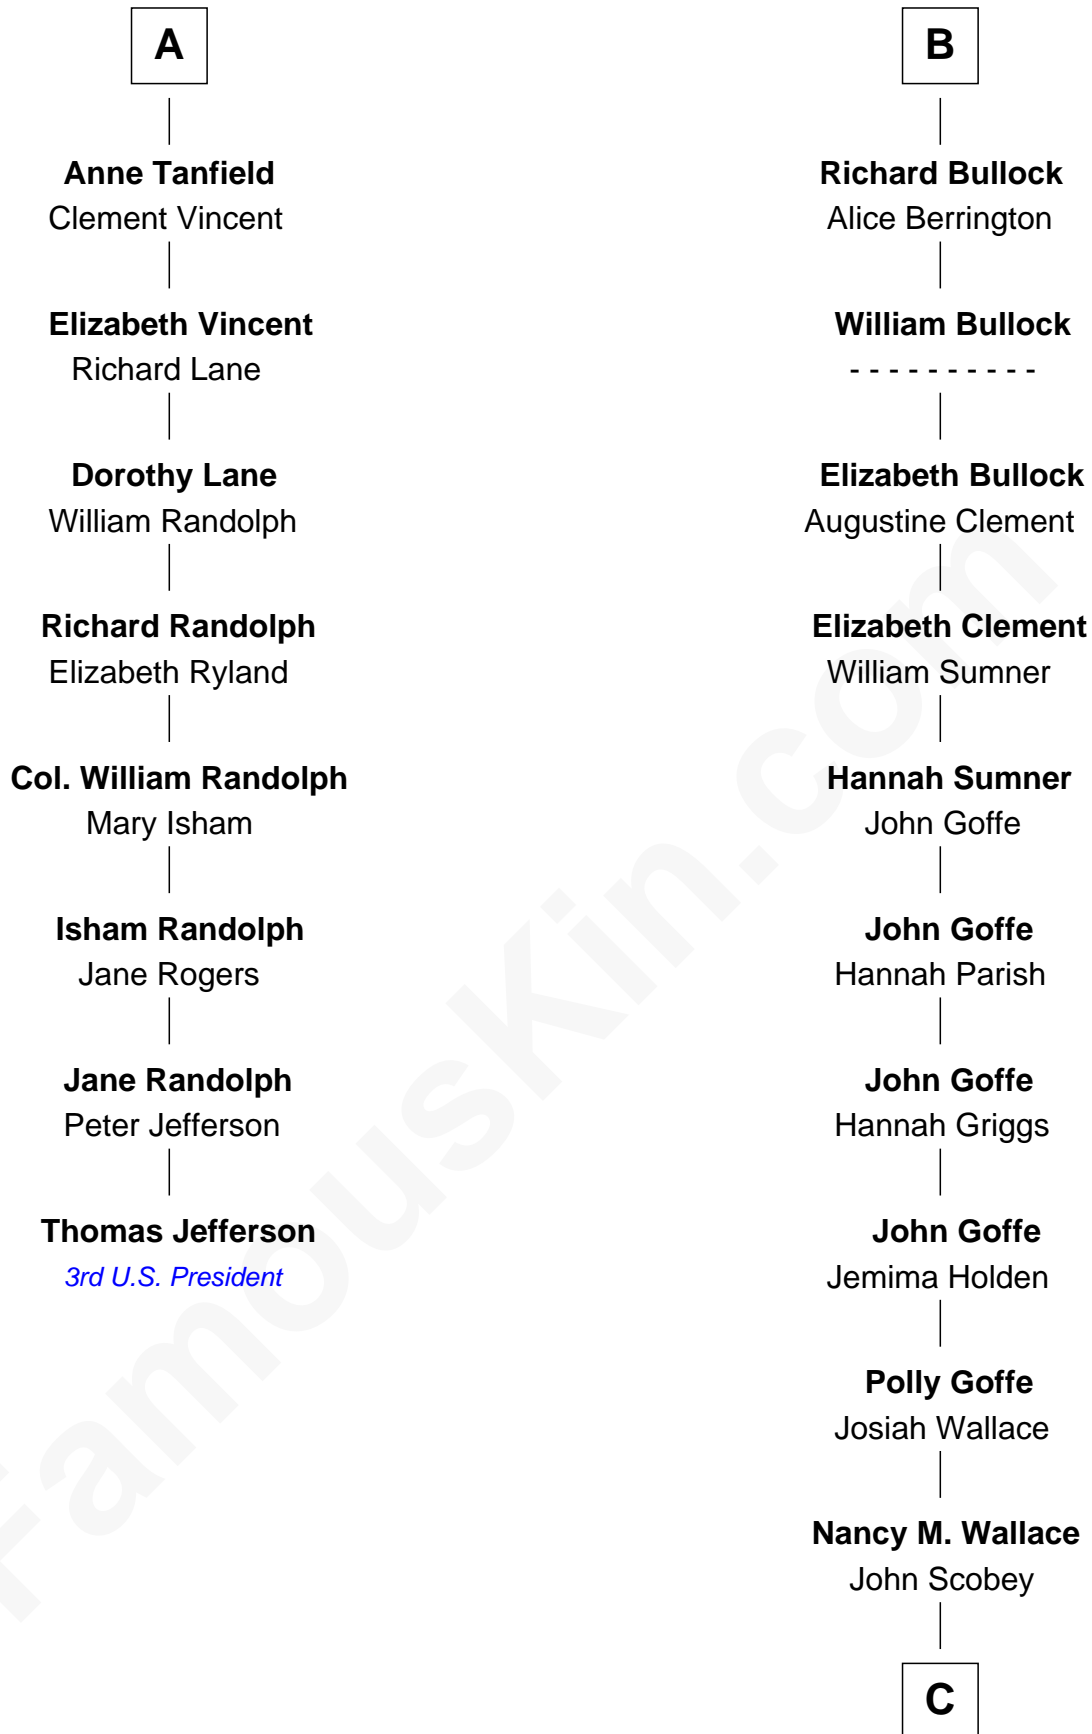 A
Anne Tanfield
Clement Vincent
Elizabeth Vincent
Richard Lane
Dorothy Lane
William Randolph
Richard Randolph
Elizabeth Ryland
Col. William Randolph
Mary Isham
Isham Randolph
Jane Rogers
Jane Randolph
Peter Jefferson
Thomas Jefferson
3rd U.S. President
B
Richard Bullock
Alice Berrington
William Bullock
- - - - - - - - - -
Elizabeth Bullock
Augustine Clement
Elizabeth Clement
William Sumner
Hannah Sumner
John Goffe
John Goffe
Hannah Parish
John Goffe
Hannah Griggs
John Goffe
Jemima Holden
Polly Goffe
Josiah Wallace
Nancy M. Wallace
John Scobey
C
FamousKin.com